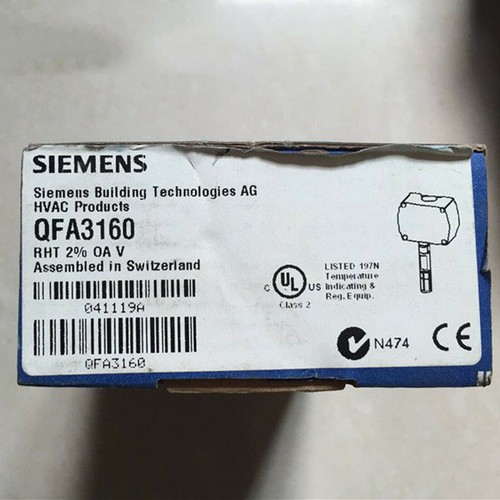 SIEMENS
Siemens Building Technologies AG
HVAC Products
QFA3160
RHT 2% OA V
Assembled in Switzerland
041119A
QFA3160
C UL US
LISTED 197N
Temperature
Indicating &
Reg. Equip.
Class 2
N474
CE